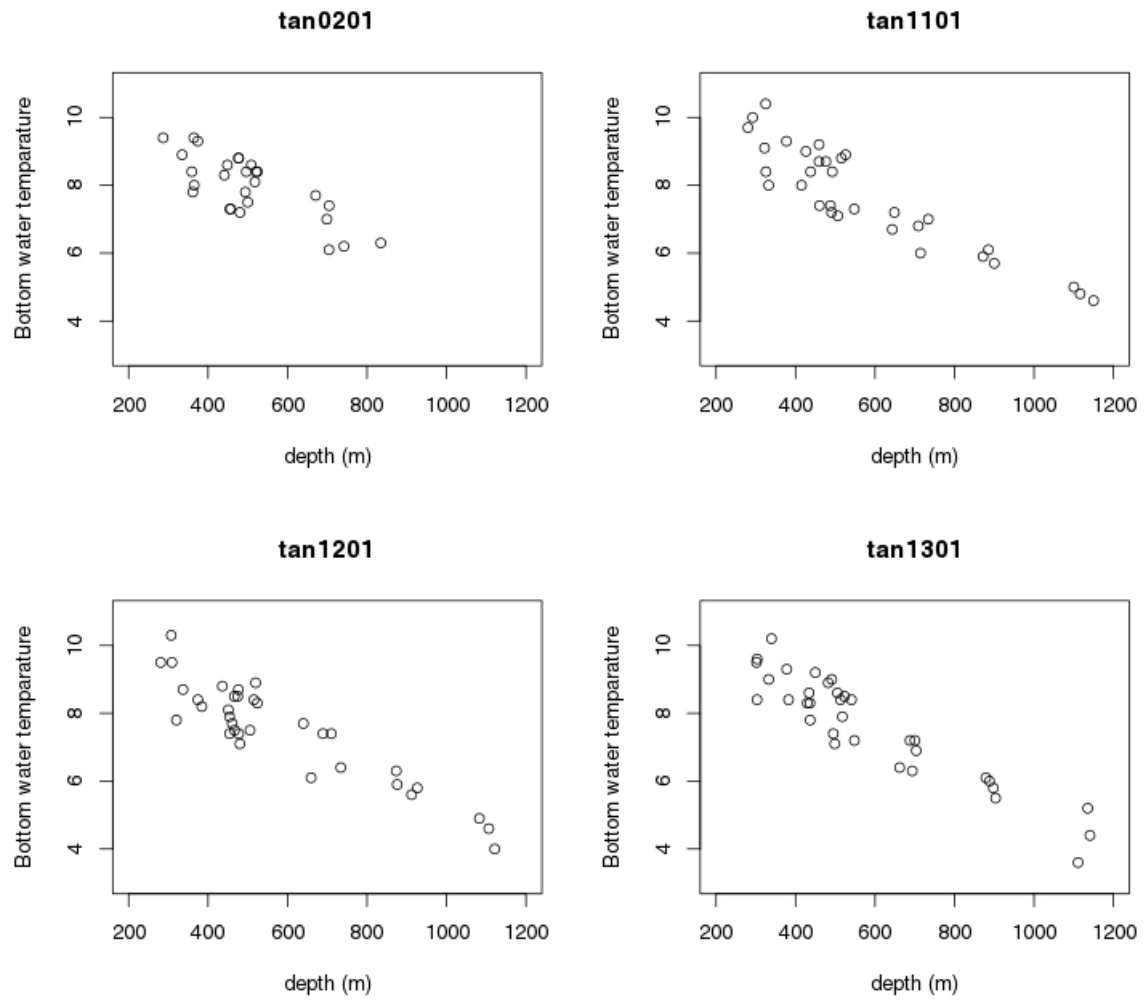 tan0201
Bottom water temparature
10
8
6
4
200 400 600 800 1000 1200
depth (m)
tan1101
Bottom water temparature
10
8
6
4
200 400 600 800 1000 1200
depth (m)
tan1201
Bottom water temparature
10
8
6
4
200 400 600 800 1000 1200
depth (m)
tan1301
Bottom water temparature
10
8
6
4
200 400 600 800 1000 1200
depth (m)